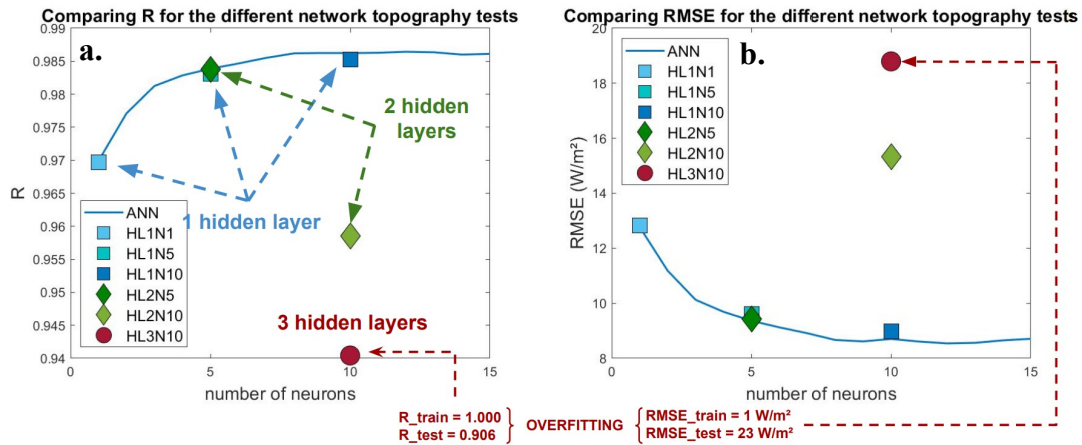 Comparing R for the different network topography tests
a.
0.99
0.985
0.98
0.975
0.97
0.965
0.96
0.955
0.95
0.945
0.94
R
0
5
10
15
number of neurons
2 hidden
layers
1 hidden layer
3 hidden layers
ANN
HL1N1
HL1N5
HL1N10
HL2N5
HL2N10
HL3N10
Comparing RMSE for the different network topography tests
b.
20
18
16
14
12
10
8
RMSE (W/m²)
0
5
10
15
number of neurons
ANN
HL1N1
HL1N5
HL1N10
HL2N5
HL2N10
HL3N10
R_train = 1.000
R_test = 0.906
OVERFITTING
RMSE_train = 1 W/m²
RMSE_test = 23 W/m²